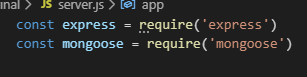 inal > JS server.js > app
const express = require('express')
const mongoose = require('mongoose')